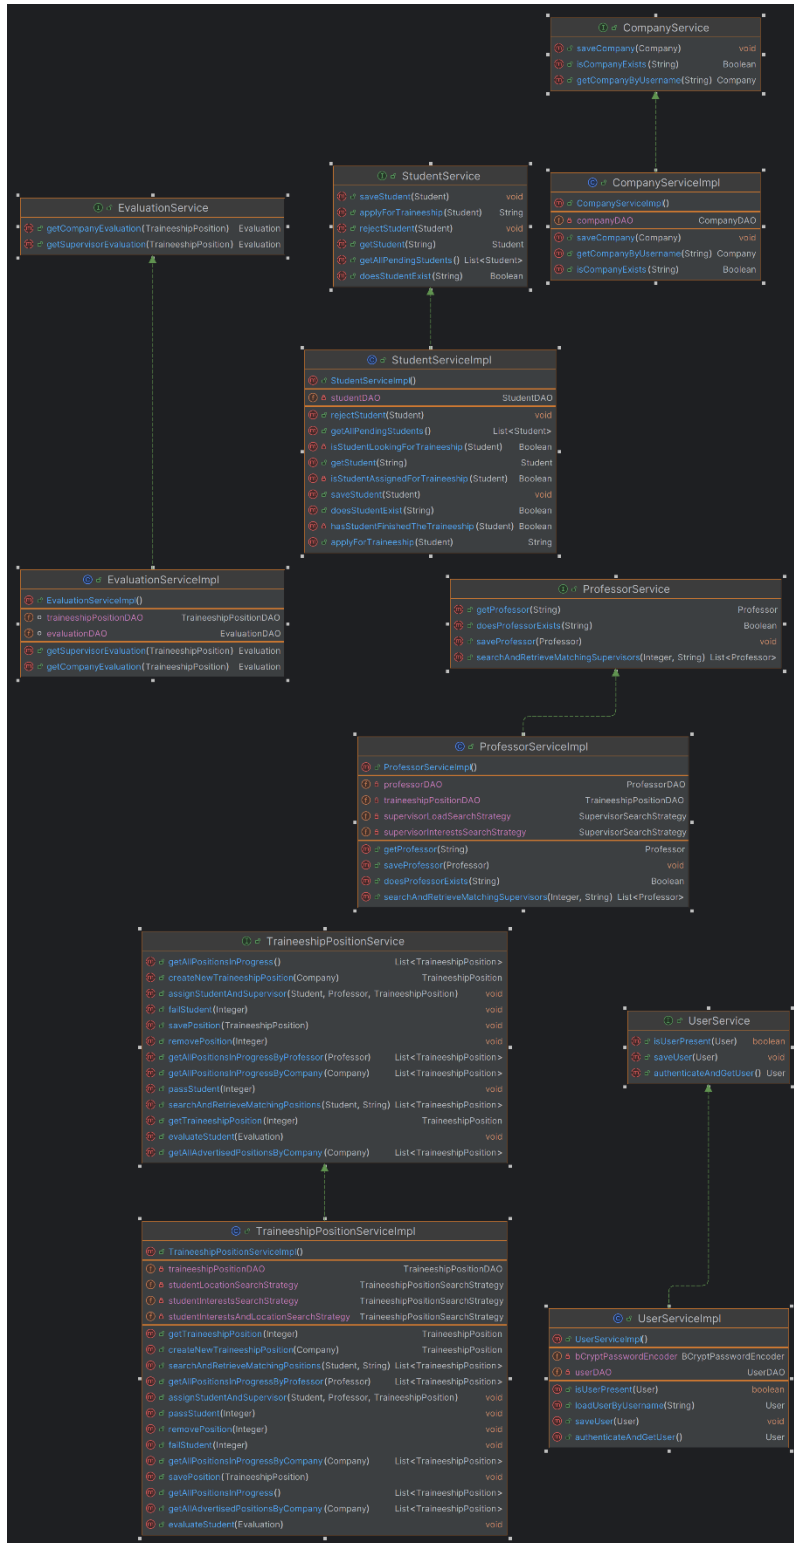 CompanyService
saveCompany(Company) void
isCompanyExists(String) Boolean
getCompanyByUsername(String) Company
StudentService
saveStudent(Student) void
applyForTraineeship(Student) String
rejectStudent(Student) void
getStudent(String) Student
getAllPendingStudents() List<Student>
doesStudentExist(String) Boolean
CompanyServiceImpl
CompanyServiceImpl()
companyDAO CompanyDAO
saveCompany(Company) void
getCompanyByUsername(String) Company
isCompanyExists(String) Boolean
EvaluationService
getCompanyEvaluation(TraineeshipPosition) Evaluation
getSupervisorEvaluation(TraineeshipPosition) Evaluation
StudentServiceImpl
StudentServiceImpl()
studentDAO StudentDAO
rejectStudent(Student) void
getAllPendingStudents() List<Student>
isStudentLookingForTraineeship(Student) Boolean
getStudent(String) Student
isStudentAssignedForTraineeship(Student) Boolean
saveStudent(Student) void
doesStudentExist(String) Boolean
hasStudentFinishedTheTraineeship(Student) Boolean
applyForTraineeship(Student) String
EvaluationServiceImpl
EvaluationServiceImpl()
traineeshipPositionDAO TraineeshipPositionDAO
evaluationDAO EvaluationDAO
getSupervisorEvaluation(TraineeshipPosition) Evaluation
getCompanyEvaluation(TraineeshipPosition) Evaluation
ProfessorService
getProfessor(String) Professor
doesProfessorExists(String) Boolean
saveProfessor(Professor) void
searchAndRetrieveMatchingSupervisors(Integer, String) List<Professor>
ProfessorServiceImpl
ProfessorServiceImpl()
professorDAO ProfessorDAO
traineeshipPositionDAO TraineeshipPositionDAO
supervisorLoadSearchStrategy SupervisorSearchStrategy
supervisorInterestsSearchStrategy SupervisorSearchStrategy
getProfessor(String) Professor
saveProfessor(Professor) void
doesProfessorExists(String) Boolean
searchAndRetrieveMatchingSupervisors(Integer, String) List<Professor>
TraineeshipPositionService
getAllPositionsInProgress() List<TraineeshipPosition>
createNewTraineeshipPosition(Company) TraineeshipPosition
assignStudentAndSupervisor(Student, Professor, TraineeshipPosition) void
failStudent(Integer) void
savePosition(TraineeshipPosition) void
removePosition(Integer) void
getAllPositionsInProgressByProfessor(Professor) List<TraineeshipPosition>
getAllPositionsInProgressByCompany(Company) List<TraineeshipPosition>
passStudent(Integer) void
searchAndRetrieveMatchingPositions(Student, String) List<TraineeshipPosition>
getTraineeshipPosition(Integer) TraineeshipPosition
evaluateStudent(Evaluation) void
getAllAdvertisedPositionsByCompany(Company) List<TraineeshipPosition>
UserService
isUserPresent(User) boolean
saveUser(User) void
authenticateAndGetUser() User
TraineeshipPositionServiceImpl
TraineeshipPositionServiceImpl()
traineeshipPositionDAO TraineeshipPositionDAO
studentLocationSearchStrategy TraineeshipPositionSearchStrategy
studentInterestsSearchStrategy TraineeshipPositionSearchStrategy
studentInterestsAndLocationSearchStrategy TraineeshipPositionSearchStrategy
getTraineeshipPosition(Integer) TraineeshipPosition
createNewTraineeshipPosition(Company) TraineeshipPosition
searchAndRetrieveMatchingPositions(Student, String) List<TraineeshipPosition>
getAllPositionsInProgressByProfessor(Professor) List<TraineeshipPosition>
assignStudentAndSupervisor(Student, Professor, TraineeshipPosition) void
passStudent(Integer) void
removePosition(Integer) void
failStudent(Integer) void
getAllPositionsInProgressByCompany(Company) List<TraineeshipPosition>
savePosition(TraineeshipPosition) void
getAllPositionsInProgress() List<TraineeshipPosition>
getAllAdvertisedPositionsByCompany(Company) List<TraineeshipPosition>
evaluateStudent(Evaluation) void
UserServiceImpl
UserServiceImpl()
bCryptPasswordEncoder BCryptPasswordEncoder
userDAO UserDAO
isUserPresent(User) boolean
loadUserByUsername(String) User
saveUser(User) void
authenticateAndGetUser() User